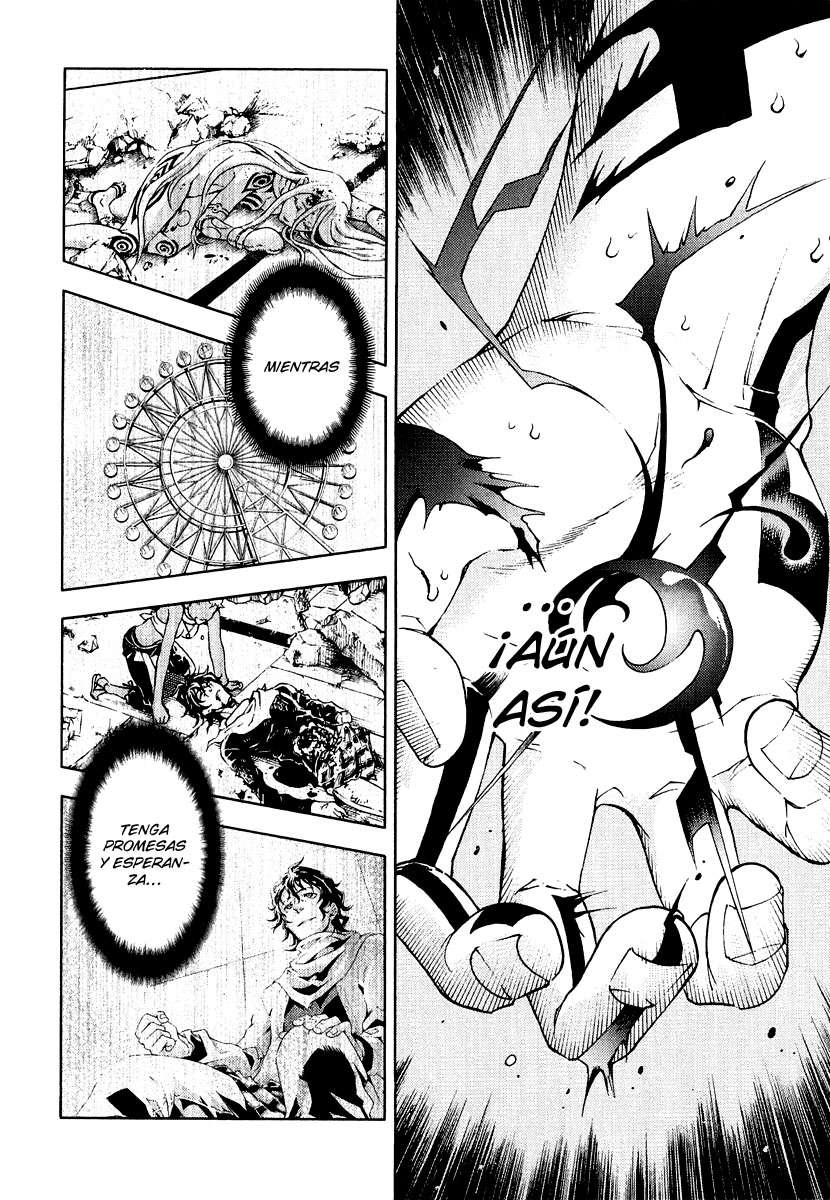 ...
¡AÚN
ASÍ!
MIENTRAS
TENGA
PROMESAS
Y ESPERAN-
ZA...